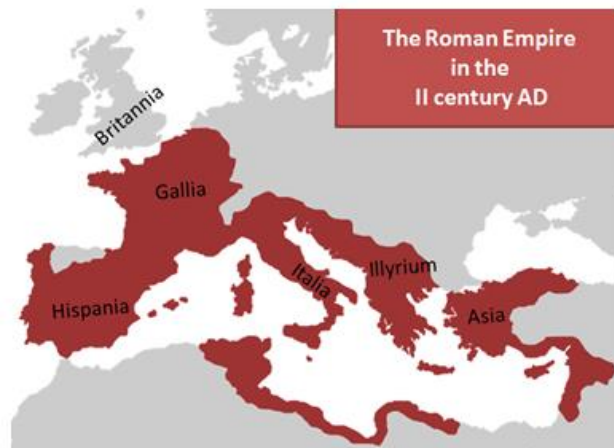 The Roman Empire
in the
II century AD
Britannia
Gallia
Hispania
Italia
Illyrium
Asia